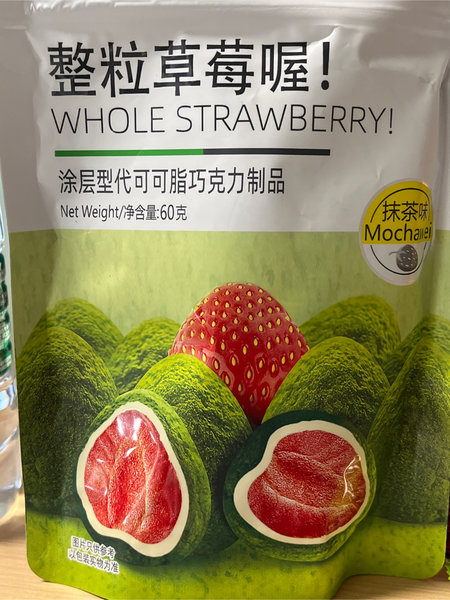 整粒草莓喔！
WHOLE STRAWBERRY!
涂层型代可可脂巧克力制品
Net Weight/净含量:60克
抹茶味
图片只供参考
以包装实物为准